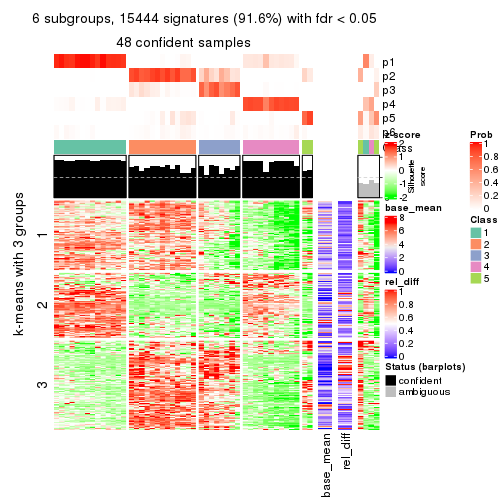 6 subgroups, 15444 signatures (91.6%) with fdr < 0.05
48 confident samples
p1
p2
p3
p4
p5
p6
Class
z-score
2
1
0
-1
-2
Silhouette
score
Prob
1
0.8
0.6
0.4
0.2
0
Class
1
2
3
4
5
base_mean
8
6
4
2
0
rel_diff
1
0.8
0.6
0.4
0.2
0
Status (barplots)
confident
ambiguous
k-means with 3 groups
1
2
3
base_mean
rel_diff